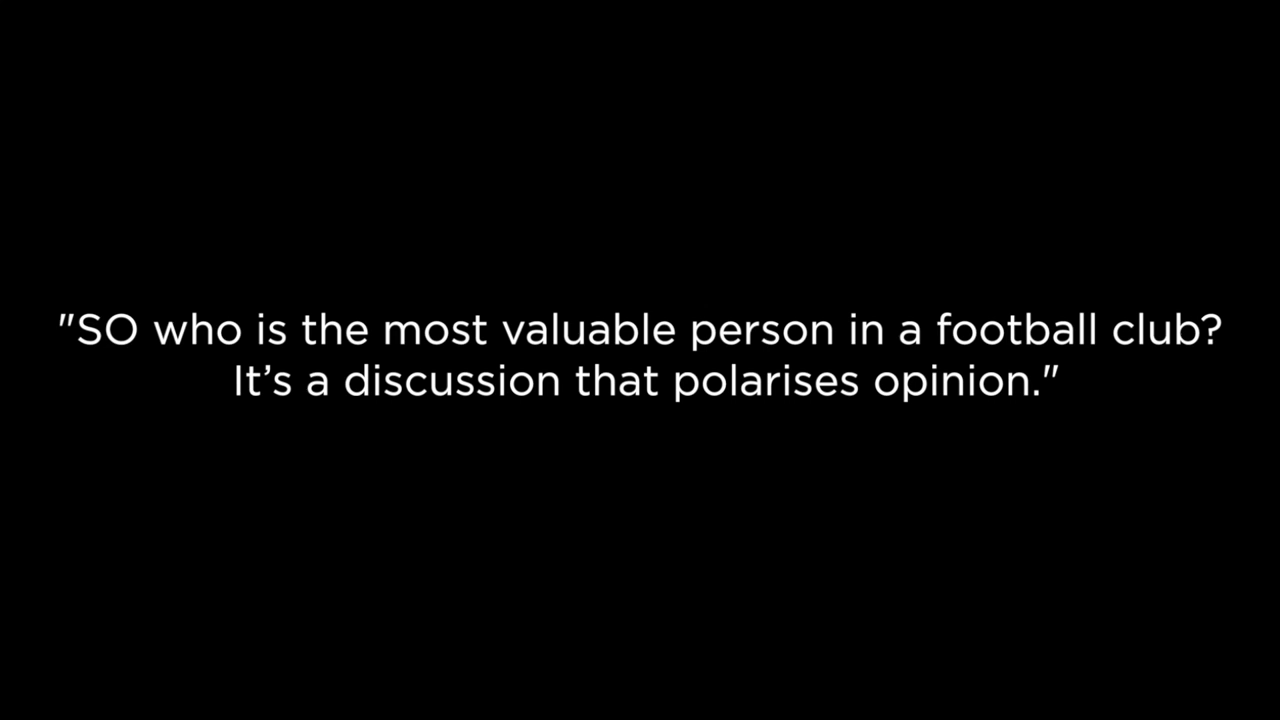 "SO who is the most valuable person in a football club?
It’s a discussion that polarises opinion."